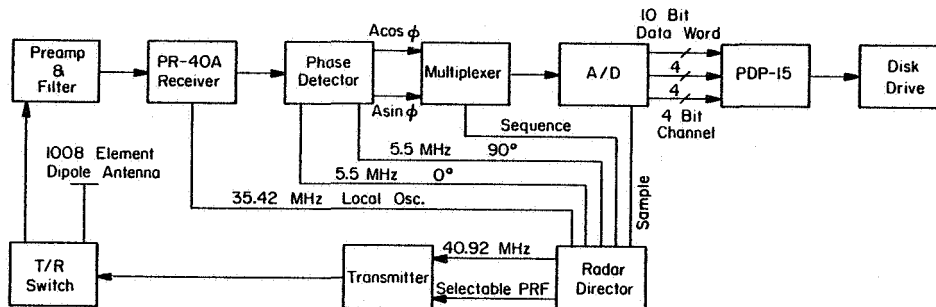 Preamp
&
Filter
PR-40A
Receiver
Phase
Detector
Acos ϕ
Asin ϕ
Multiplexer
A/D
10 Bit
Data Word
4
4
4 Bit
Channel
PDP-15
Disk
Drive
Sequence
5.5 MHz 90°
5.5 MHz 0°
35.42 MHz Local Osc.
Sample
1008 Element
Dipole Antenna
T/R
Switch
Transmitter
40.92 MHz
Selectable PRF
Radar
Director